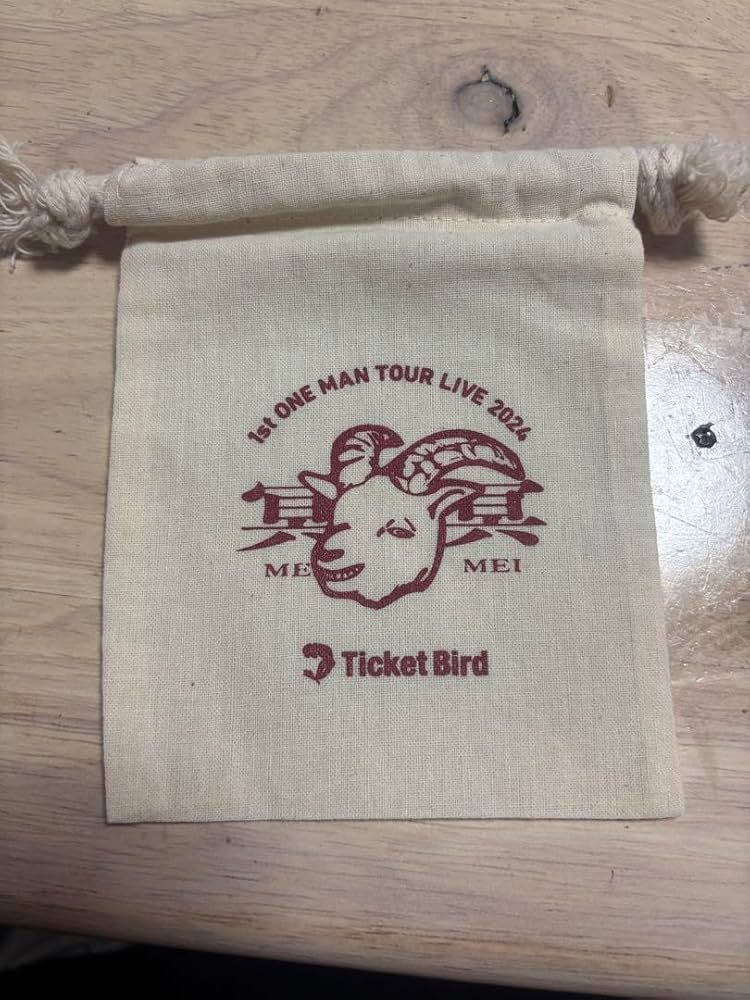 1st ONE MAN TOUR LIVE 2024
冥 冥
ME MEI
Ticket Bird